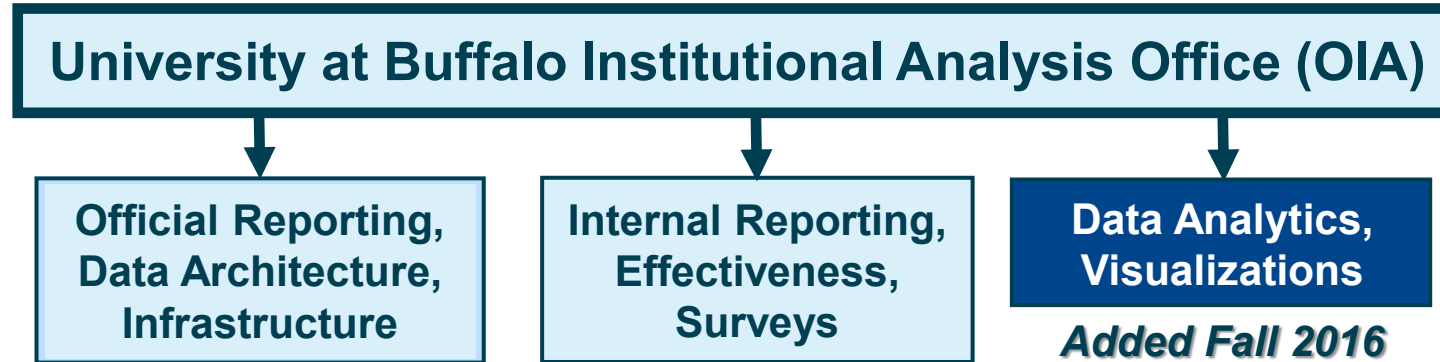 University at Buffalo Institutional Analysis Office (OIA)
Official Reporting,
Data Architecture,
Infrastructure
Internal Reporting,
Effectiveness,
Surveys
Data Analytics,
Visualizations
Added Fall 2016